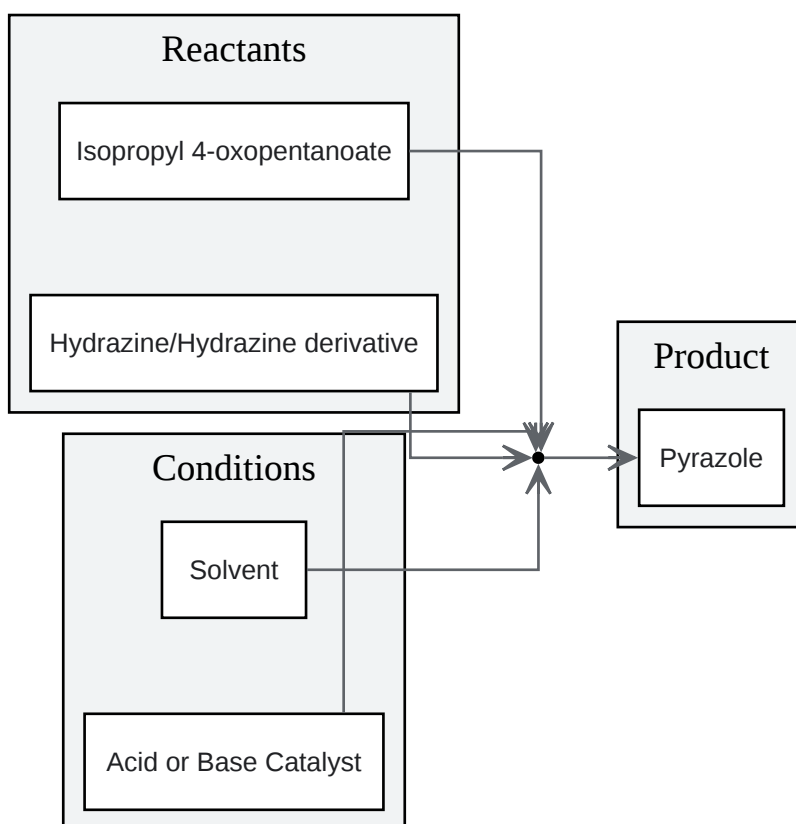 Reactants
Isopropyl 4-oxopentanoate
Hydrazine/Hydrazine derivative
Conditions
Solvent
Acid or Base Catalyst
Product
Pyrazole